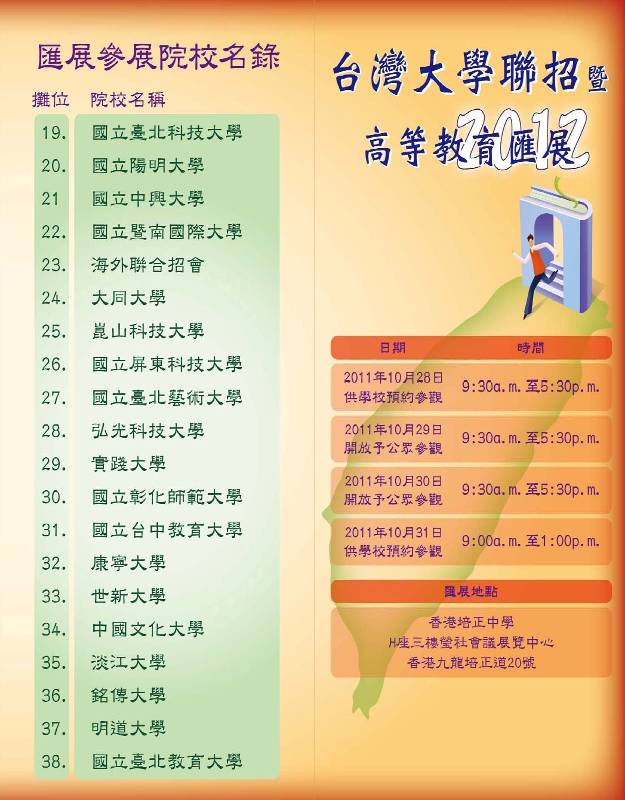 匯展參展院校名錄
攤位 院校名稱
19. 國立臺北科技大學
20. 國立陽明大學
21 國立中興大學
22. 國立暨南國際大學
23. 海外聯合招會
24. 大同大學
25. 崑山科技大學
26. 國立屏東科技大學
27. 國立臺北藝術大學
28. 弘光科技大學
29. 實踐大學
30. 國立彰化師範大學
31. 國立台中教育大學
32. 康寧大學
33. 世新大學
34. 中國文化大學
35. 淡江大學
36. 銘傳大學
37. 明道大學
38. 國立臺北教育大學
台灣大學聯招暨
2012
高等教育匯展
日期 時間
2011年10月28日
供學校預約參觀 9:30a.m.至5:30p.m.
2011年10月29日
開放予公眾參觀 9:30a.m.至5:30p.m.
2011年10月30日
開放予公眾參觀 9:30a.m.至5:30p.m.
2011年10月31日
供學校預約參觀 9:00a.m.至1:00p.m.
匯展地點
香港培正中學
H座三樓瑩社會議展覽中心
香港九龍培正道20號